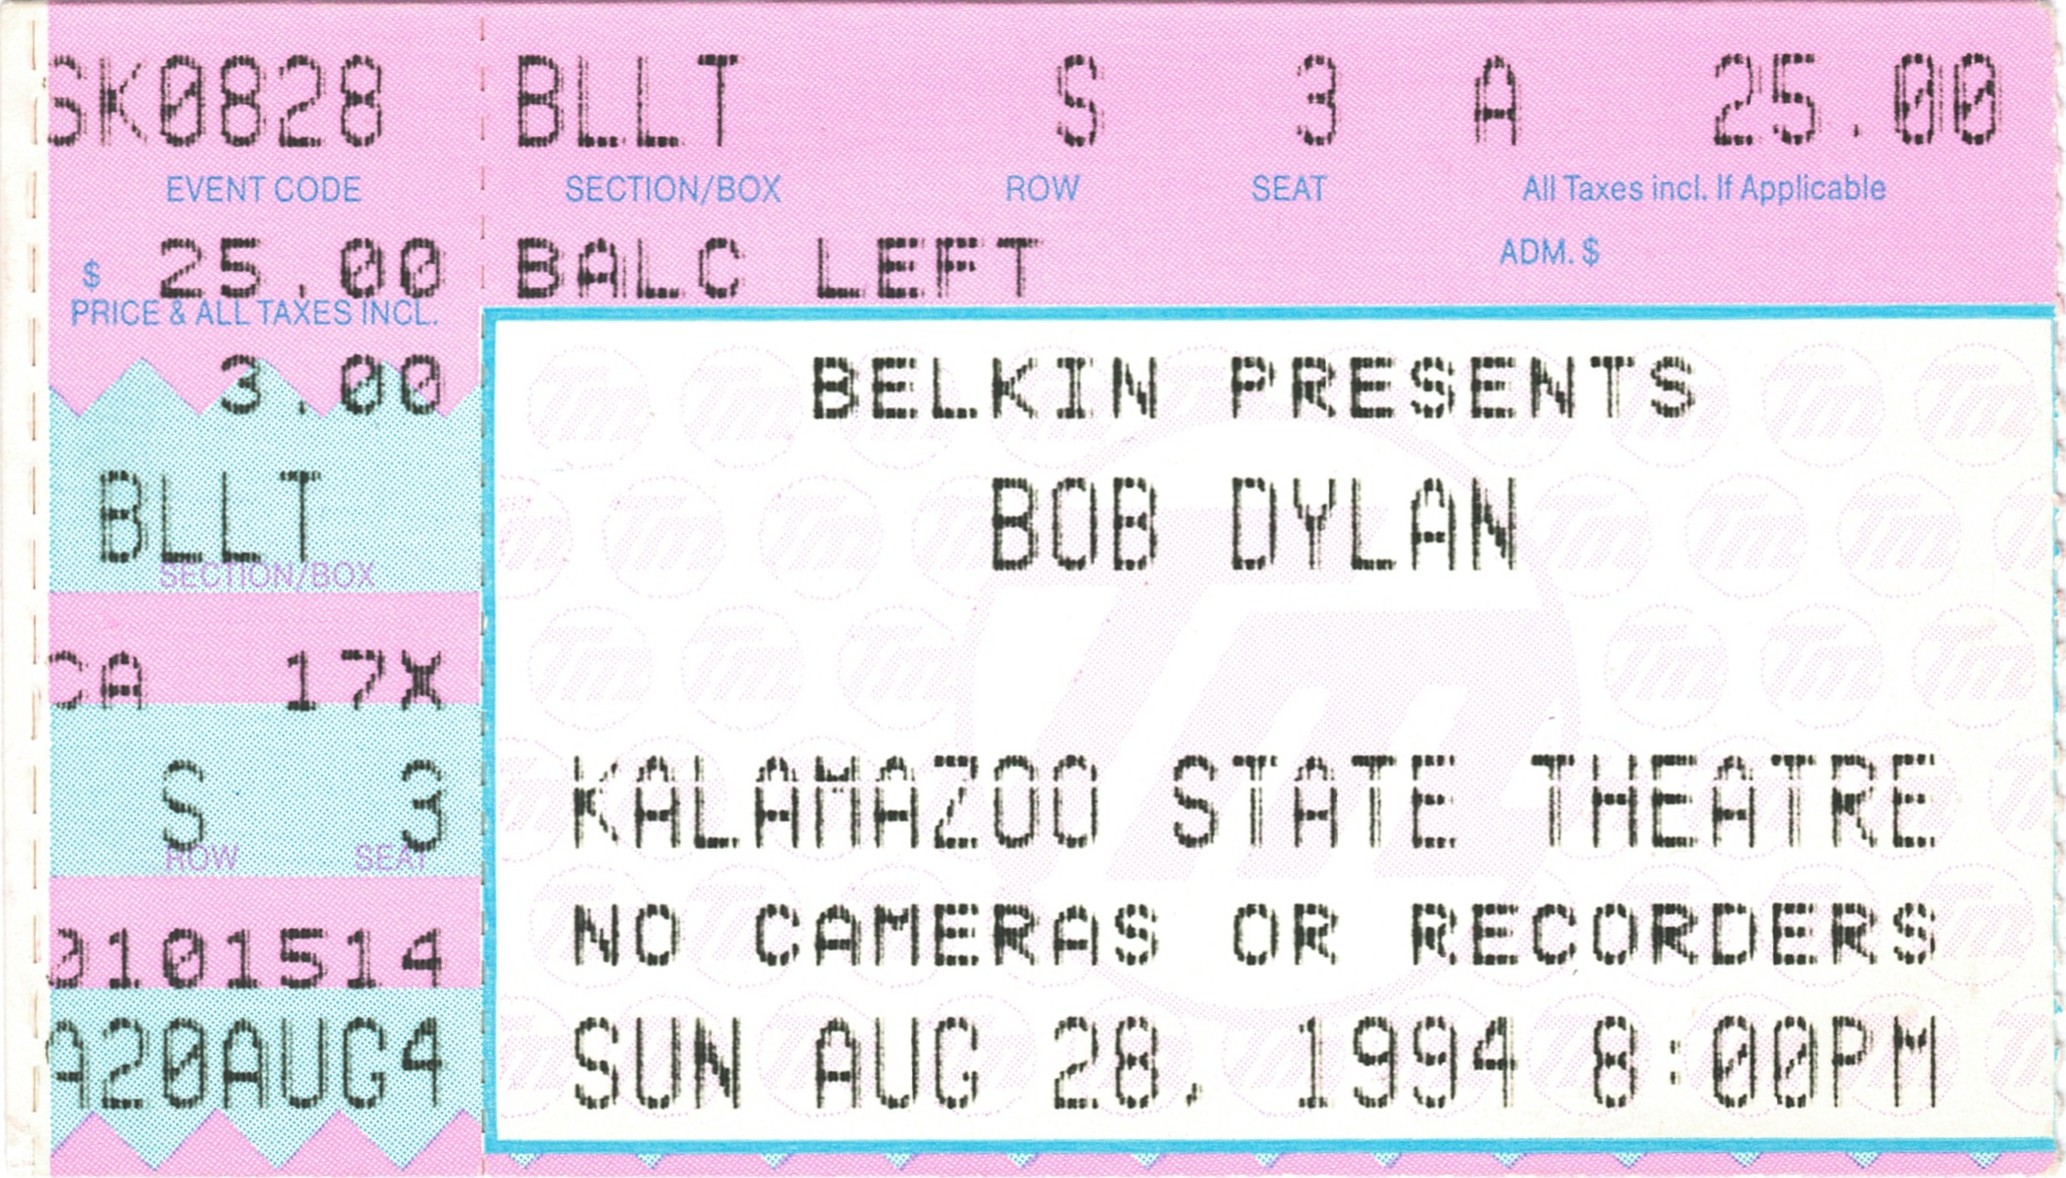 SK0828
EVENT CODE
$ 25.00
PRICE & ALL TAXES INCL.
3.00
BLLT
SECTION/BOX
CA 17X
S 3
ROW SEAT
0101514
A20AUG4
BLLT S 3 A 25.00
SECTION/BOX ROW SEAT All Taxes incl. If Applicable
ADM. $
BALC LEFT
BELKIN PRESENTS
BOB DYLAN
KALAMAZOO STATE THEATRE
NO CAMERAS OR RECORDERS
SUN AUG 28, 1994 8:00PM